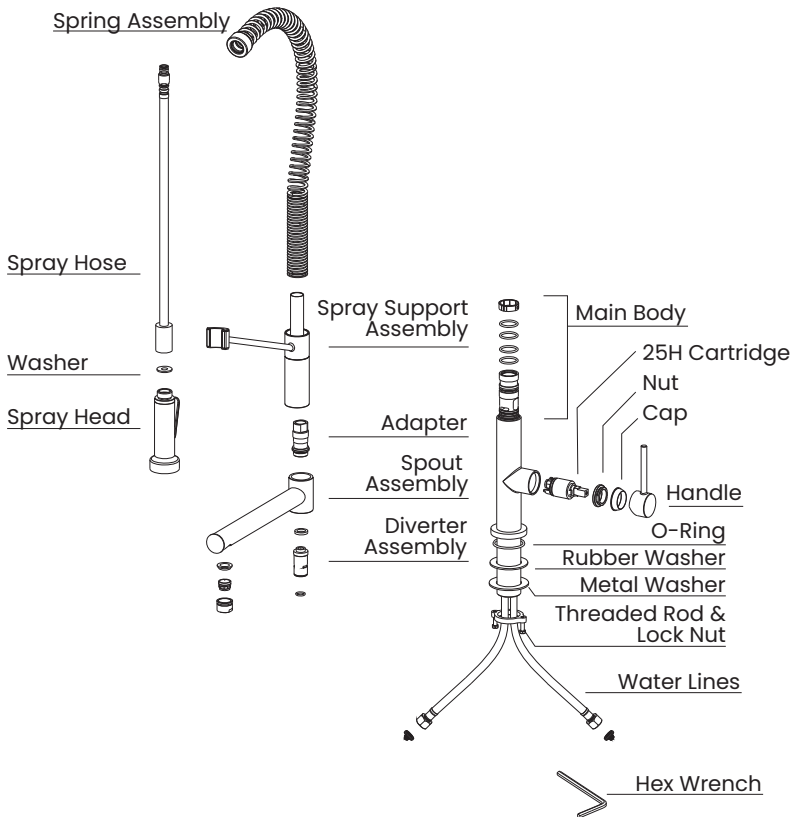 Spring Assembly
Spray Hose
Washer
Spray Head
Spray Support
Assembly
Adapter
Spout
Assembly
Diverter
Assembly
Main Body
25H Cartridge
Nut
Cap
Handle
O-Ring
Rubber Washer
Metal Washer
Threaded Rod &
Lock Nut
Water Lines
Hex Wrench